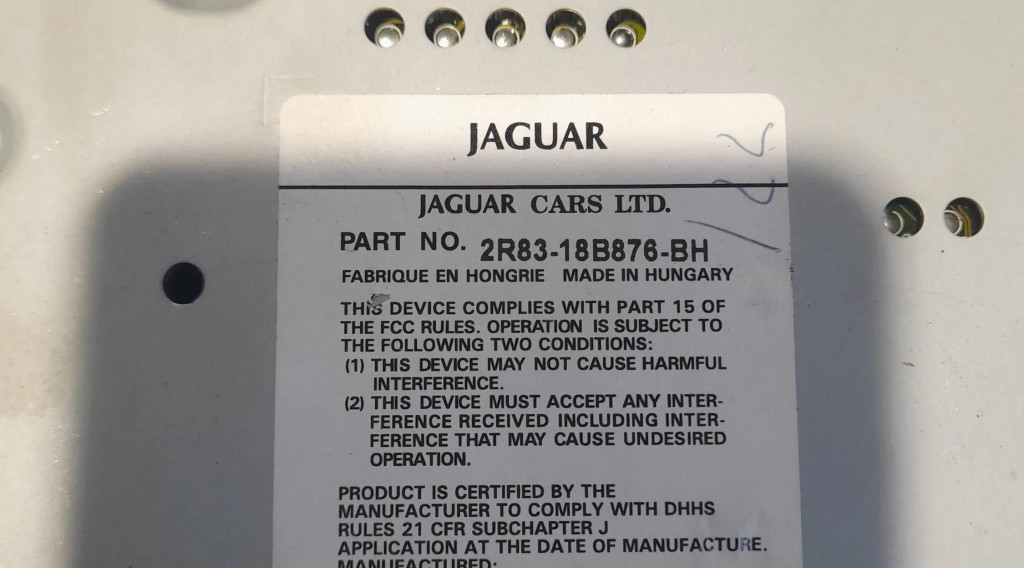 JAGUAR
JAGUAR CARS LTD.
PART NO. 2R83-18B876-BH
FABRIQUE EN HONGRIE MADE IN HUNGARY
THIS DEVICE COMPLIES WITH PART 15 OF
THE FCC RULES. OPERATION IS SUBJECT TO
THE FOLLOWING TWO CONDITIONS:
(1) THIS DEVICE MAY NOT CAUSE HARMFUL
INTERFERENCE.
(2) THIS DEVICE MUST ACCEPT ANY INTER-
FERENCE RECEIVED INCLUDING INTER-
FERENCE THAT MAY CAUSE UNDESIRED
OPERATION.
PRODUCT IS CERTIFIED BY THE
MANUFACTURER TO COMPLY WITH DHHS
RULES 21 CFR SUBCHAPTER J
APPLICATION AT THE DATE OF MANUFACTURE.
MANUFACTURED: